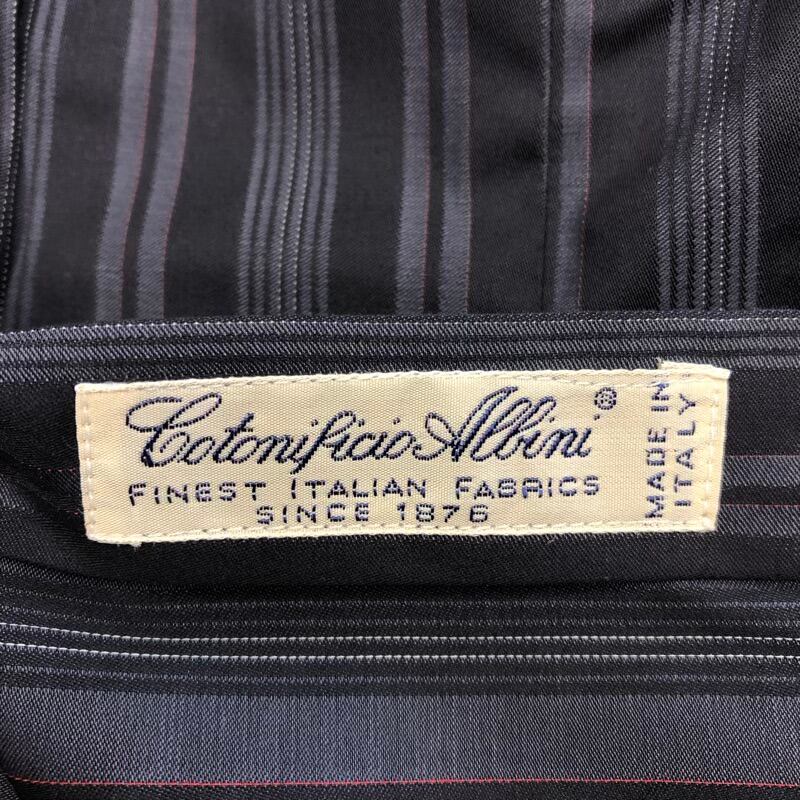 Cotonificio Albini ®
FINEST ITALIAN FABRICS
SINCE 1876
MADE IN
ITALY